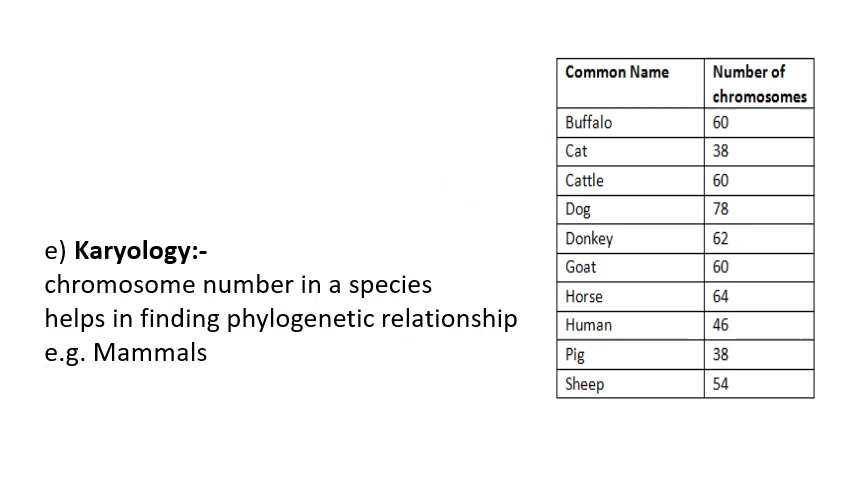 e) Karyology:-
chromosome number in a species
helps in finding phylogenetic relationship
e.g. Mammals
Common Name Number of
chromosomes
Buffalo 60
Cat 38
Cattle 60
Dog 78
Donkey 62
Goat 60
Horse 64
Human 46
Pig 38
Sheep 54